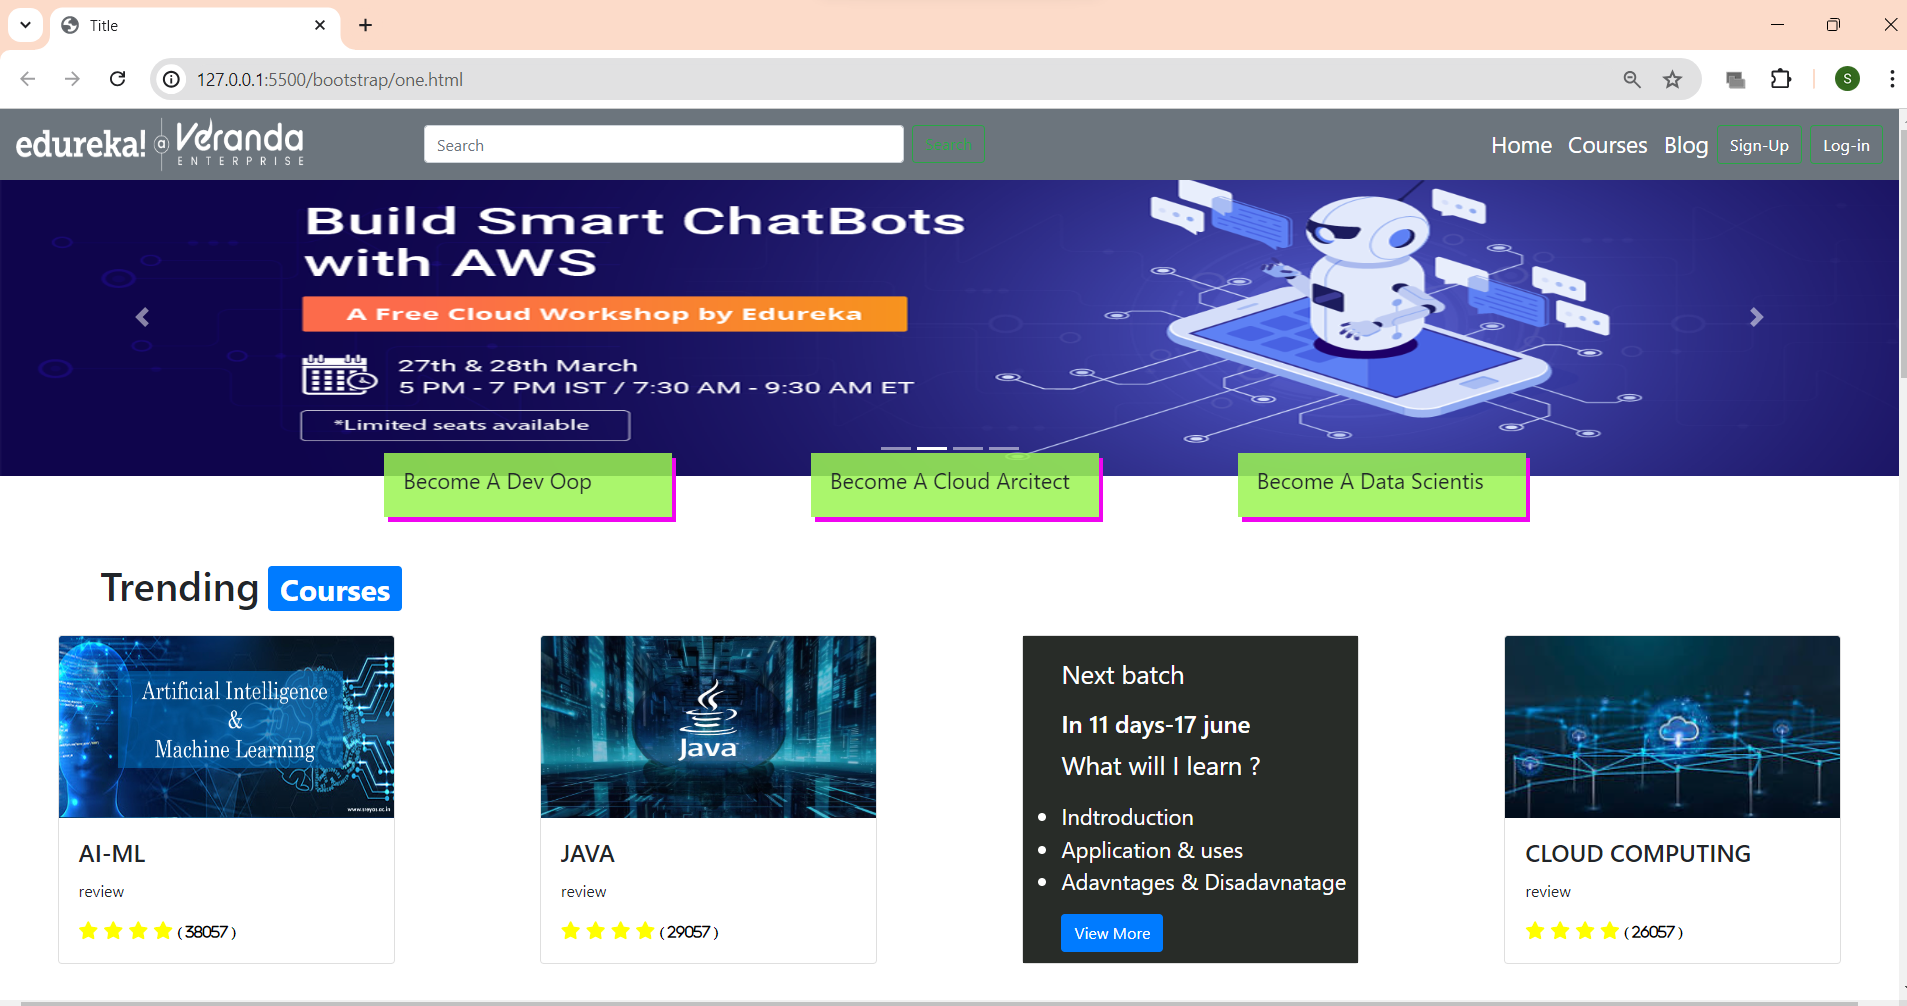 Title
127.0.0.1:5500/bootstrap/one.html
S
edureka! a Veranda
ENTERPRISE
Search
Search
Home Courses Blog Sign-Up Log-in
Build Smart ChatBots
with AWS
A Free Cloud Workshop by Edureka
27th & 28th March
5 PM - 7 PM IST / 7:30 AM - 9:30 AM ET
*Limited seats available
Become A Dev Oop
Become A Cloud Arcitect
Become A Data Scientis
Trending Courses
Artificial Intelligence
&
Machine Learning
www.sreyas.ac.in
AI-ML
review
( 38057 )
Java
JAVA
review
( 29057 )
Next batch
In 11 days-17 june
What will I learn ?
Indtroduction
Application & uses
Adavntages & Disadavnatage
View More
CLOUD COMPUTING
review
( 26057 )